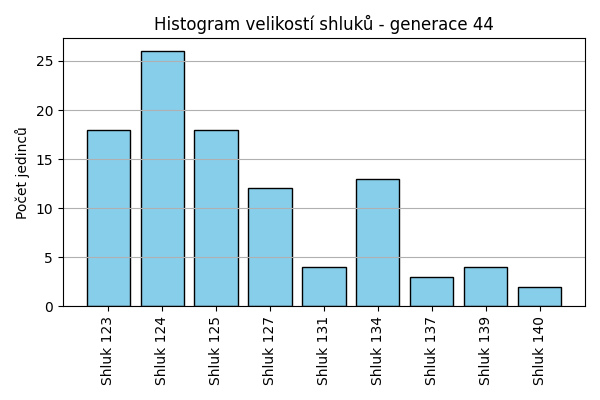 Histogram velikostí shluků - generace 44
Počet jedinců
25
20
15
10
5
0
Shluk 123
Shluk 124
Shluk 125
Shluk 127
Shluk 131
Shluk 134
Shluk 137
Shluk 139
Shluk 140